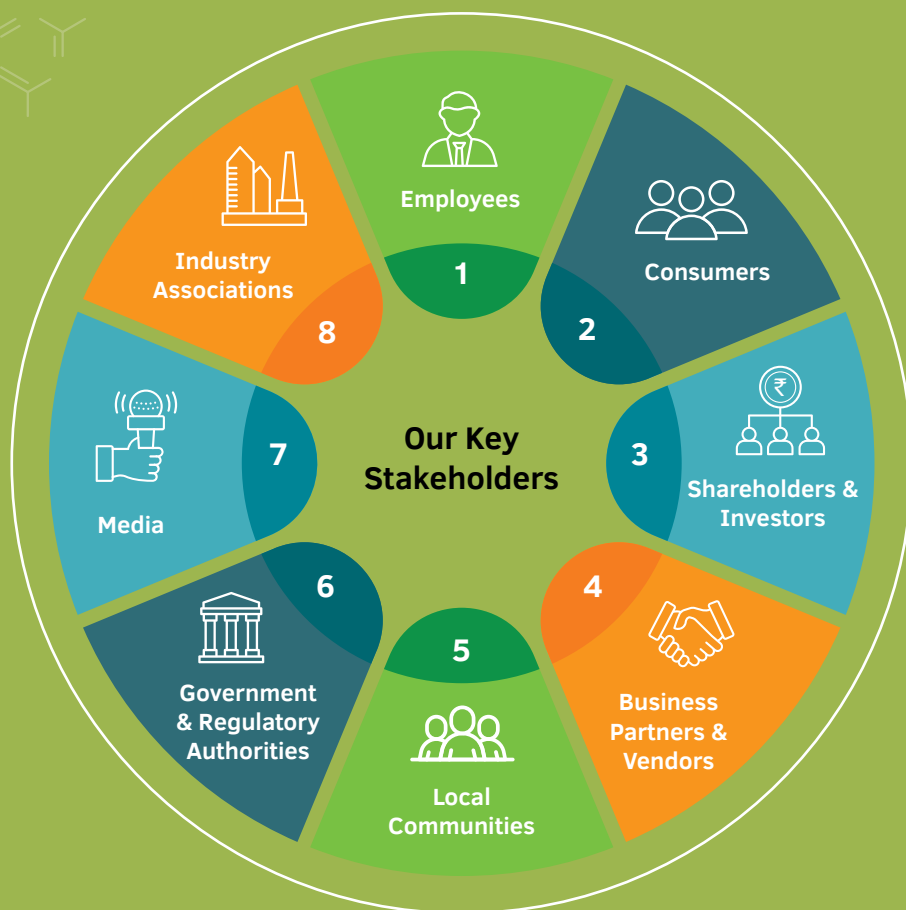 Our Key
Stakeholders
Employees
1
Consumers
2
₹
Shareholders &
Investors
3
4
Business
Partners &
Vendors
5
Local
Communities
6
Government
& Regulatory
Authorities
7
Media
8
Industry
Associations